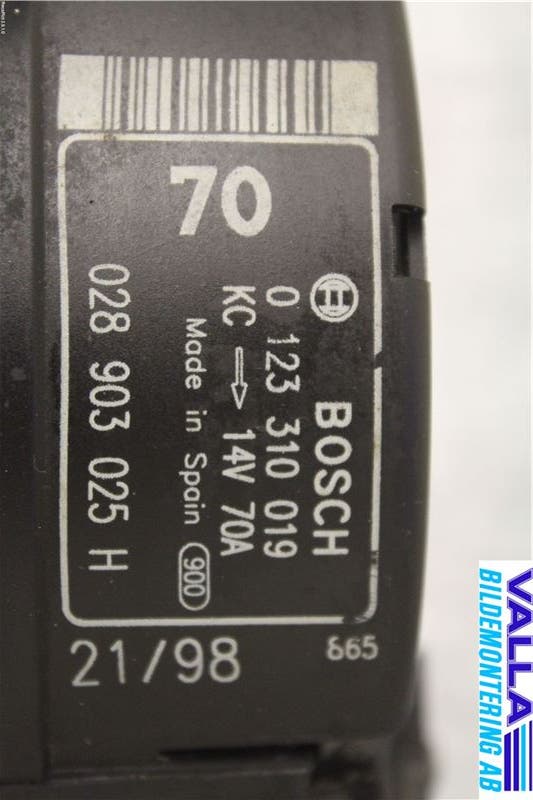 70
BOSCH
0 123 310 019
KC → 14V 70A
Made in Spain 900
028 903 025 H
21/98
665
VALLA
BILDEMONTERING AB